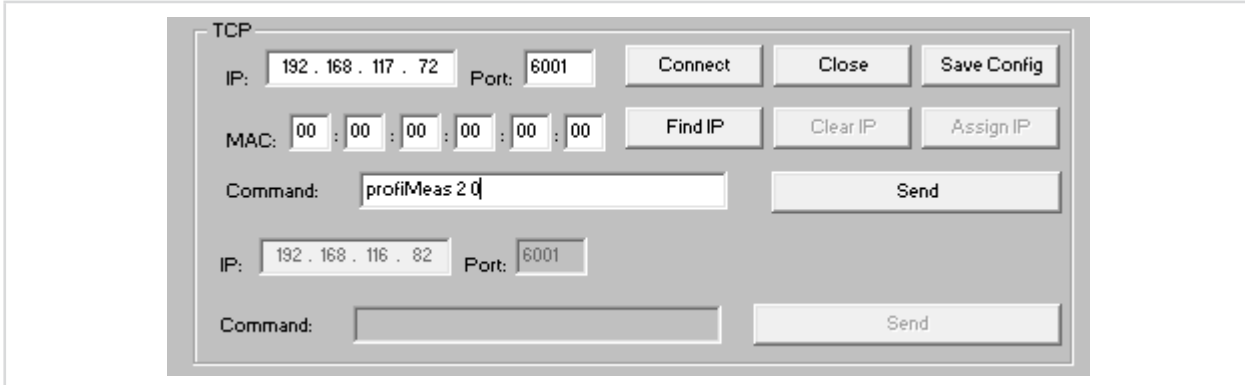 TCP
IP: 192 . 168 . 117 . 72 Port: 6001 Connect Close Save Config
MAC: 00 : 00 : 00 : 00 : 00 : 00 Find IP Clear IP Assign IP
Command: profiMeas 2 0 Send
IP: 192 . 168 . 116 . 82 Port: 6001
Command: Send